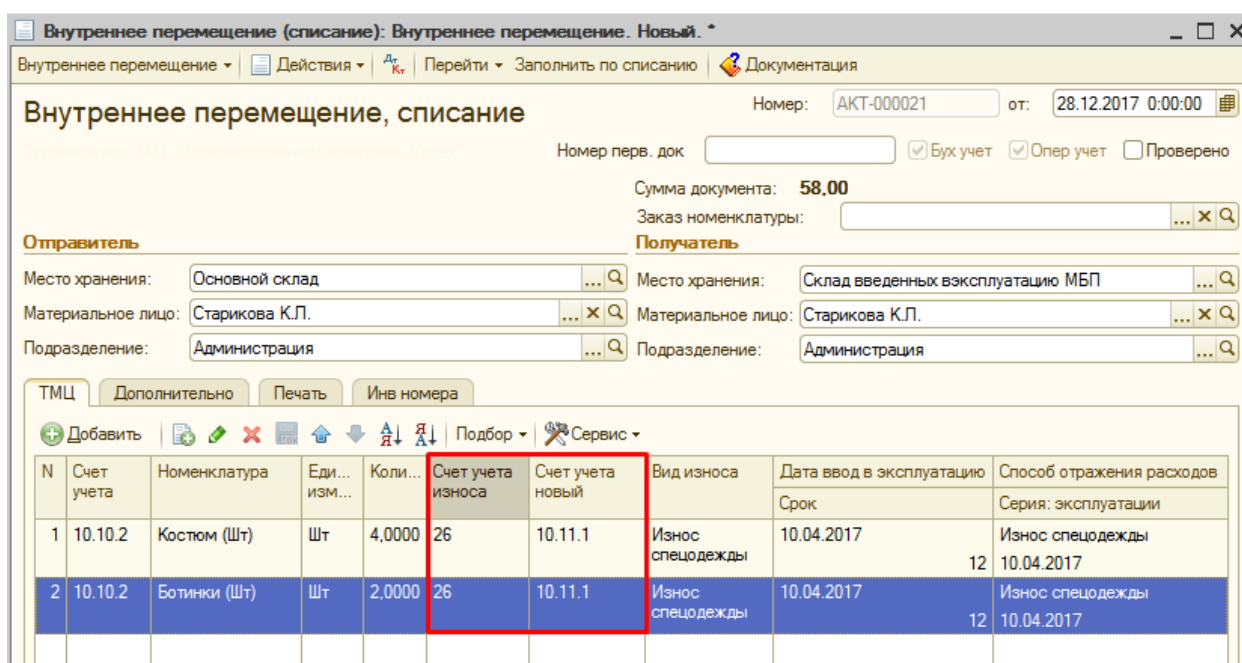 Внутреннее перемещение (списание): Внутреннее перемещение. Новый. *
Внутреннее перемещение Действия Дт Кт Перейти Заполнить по списанию Документация
Внутреннее перемещение, списание Номер: АКТ-000021 от: 28.12.2017 0:00:00
Номер перв. док Бух учет Опер учет Проверено
Сумма документа: 58,00
Заказ номенклатуры: ...
Отправитель Получатель
Место хранения: Основной склад ... Место хранения: Склад введенных вэксплуатацию МБП ...
Материальное лицо: Старикова К.П. ... Материальное лицо: Старикова К.П. ...
Подразделение: Администрация ... Подразделение: Администрация ...
ТМЦ Дополнительно Печать Инв номера
Добавить Подбор Сервис
N Счет учета Номенклатура Еди... изм... Коли... Счет учета износа Счет учета новый Вид износа Дата ввод в эксплуатацию Способ отражения расходов
Срок Серия: эксплуатации
1 10.10.2 Костюм (Шт) Шт 4,0000 26 10.11.1 Износ спецодежды 10.04.2017 Износ спецодежды
12 10.04.2017
2 10.10.2 Ботинки (Шт) Шт 2,0000 26 10.11.1 Износ спецодежды 10.04.2017 Износ спецодежды
12 10.04.2017